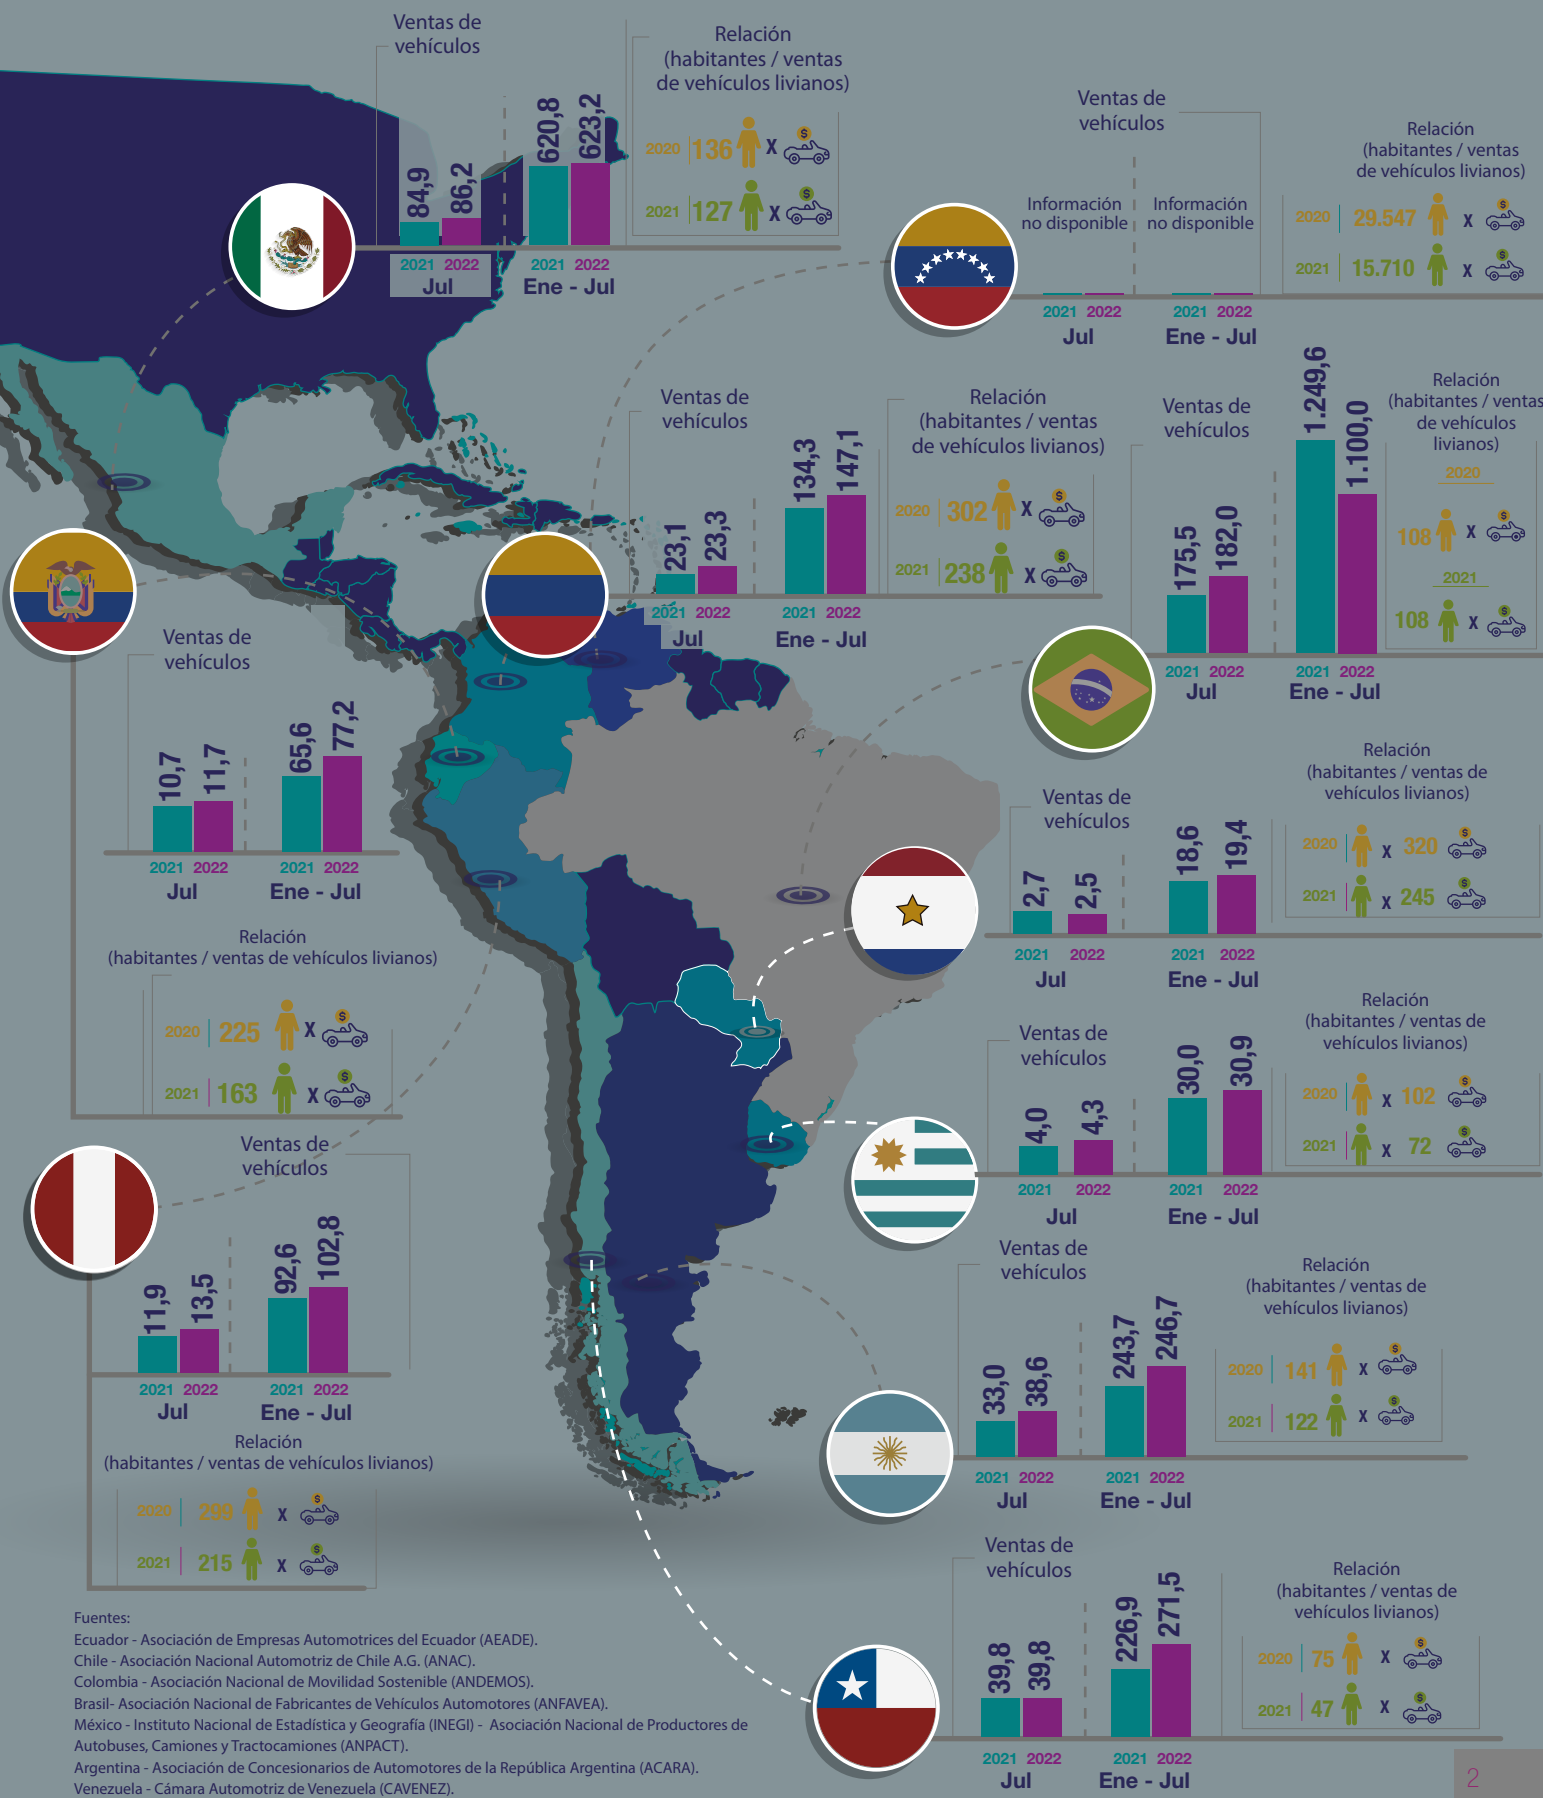 Ventas de
vehículos
84,9
86,2
620,8
623,2
2021 2022
Jul
2021 2022
Ene - Jul
Relación
(habitantes / ventas
de vehículos livianos)
2020 136 X $
2021 127 X $
Ventas de
vehículos
Información
no disponible
Información
no disponible
2021 2022
Jul
2021 2022
Ene - Jul
Relación
(habitantes / ventas
de vehículos livianos)
2020 29.547 X $
2021 15.710 X $
Ventas de
vehículos
23,1
23,3
134,3
147,1
2021 2022
Jul
2021 2022
Ene - Jul
Relación
(habitantes / ventas
de vehículos livianos)
2020 302 X $
2021 238 X $
Ventas de
vehículos
175,5
182,0
1.249,6
1.100,0
2021 2022
Jul
2021 2022
Ene - Jul
Relación
(habitantes / ventas
de vehículos
livianos)
2020
108 X $
2021
108 X $
Ventas de
vehículos
10,7
11,7
65,6
77,2
2021 2022
Jul
2021 2022
Ene - Jul
Relación
(habitantes / ventas de vehículos livianos)
2020 225 X $
2021 163 X $
Ventas de
vehículos
2,7
2,5
18,6
19,4
2021 2022
Jul
2021 2022
Ene - Jul
Relación
(habitantes / ventas de
vehículos livianos)
2020 X 320 $
2021 X 245 $
Ventas de
vehículos
4,0
4,3
30,0
30,9
2021 2022
Jul
2021 2022
Ene - Jul
Relación
(habitantes / ventas de
vehículos livianos)
2020 X 102 $
2021 X 72 $
Ventas de
vehículos
11,9
13,5
92,6
102,8
2021 2022
Jul
2021 2022
Ene - Jul
Relación
(habitantes / ventas de vehículos livianos)
2020 299 X $
2021 215 X $
Ventas de
vehículos
33,0
38,6
243,7
246,7
2021 2022
Jul
2021 2022
Ene - Jul
Relación
(habitantes / ventas de
vehículos livianos)
2020 141 X $
2021 122 X $
Ventas de
vehículos
39,8
39,8
226,9
271,5
2021 2022
Jul
2021 2022
Ene - Jul
Relación
(habitantes / ventas de
vehículos livianos)
2020 75 X $
2021 47 X $
Fuentes:
Ecuador - Asociación de Empresas Automotrices del Ecuador (AEADE).
Chile - Asociación Nacional Automotriz de Chile A.G. (ANAC).
Colombia - Asociación Nacional de Movilidad Sostenible (ANDEMOS).
Brasil- Asociación Nacional de Fabricantes de Vehículos Automotores (ANFAVEA).
México - Instituto Nacional de Estadística y Geografía (INEGI) - Asociación Nacional de Productores de
Autobuses, Camiones y Tractocamiones (ANPACT).
Argentina - Asociación de Concesionarios de Automotores de la República Argentina (ACARA).
Venezuela - Cámara Automotriz de Venezuela (CAVENEZ).
2